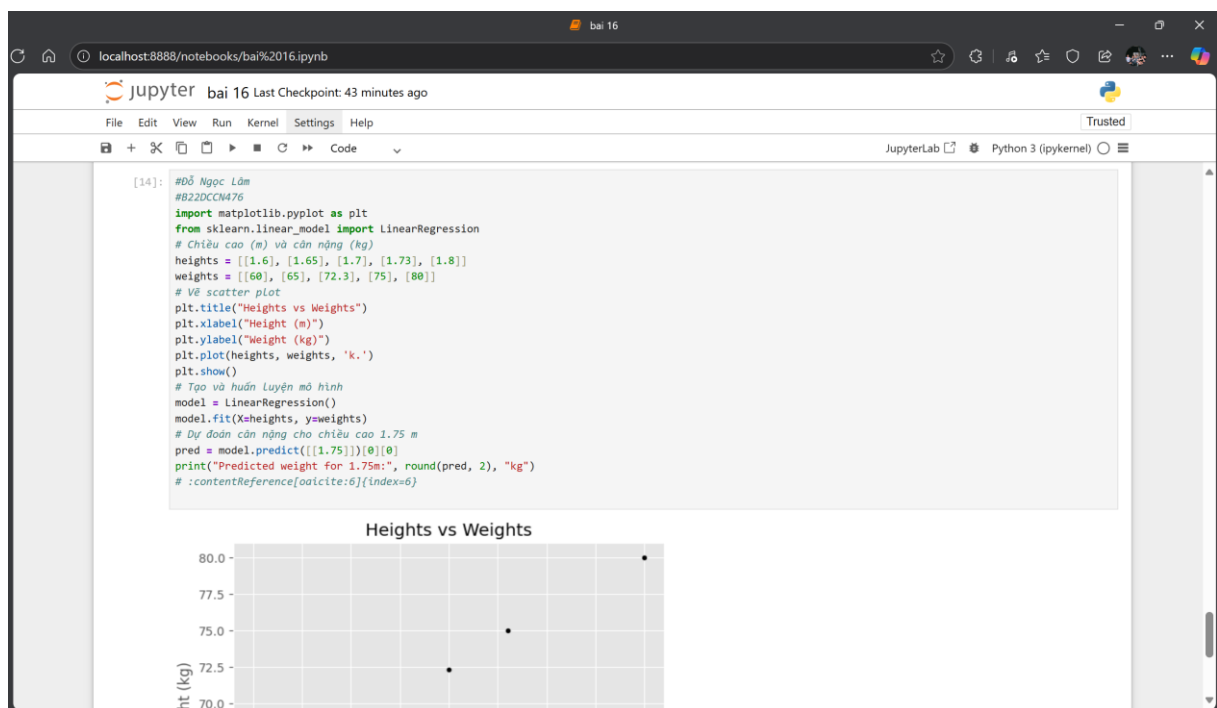 bai 16
localhost:8888/notebooks/bai%2016.ipynb
jupyter bai 16 Last Checkpoint: 43 minutes ago
File Edit View Run Kernel Settings Help
Trusted
Code
JupyterLab
Python 3 (ipykernel)
[14]:
#Đỗ Ngọc Lâm
#B22DCCN476
import matplotlib.pyplot as plt
from sklearn.linear_model import LinearRegression
# Chiều cao (m) và cân nặng (kg)
heights = [[1.6], [1.65], [1.7], [1.73], [1.8]]
weights = [[60], [65], [72.3], [75], [80]]
# Vẽ scatter plot
plt.title("Heights vs Weights")
plt.xlabel("Height (m)")
plt.ylabel("Weight (kg)")
plt.plot(heights, weights, 'k.')
plt.show()
# Tạo và huấn luyện mô hình
model = LinearRegression()
model.fit(X=heights, y=weights)
# Dự đoán cân nặng cho chiều cao 1.75 m
pred = model.predict([[1.75]])[0][0]
print("Predicted weight for 1.75m:", round(pred, 2), "kg")
# :contentReference[oaicite:6]{index=6}
Heights vs Weights
80.0
77.5
75.0
72.5
70.0
ht (kg)